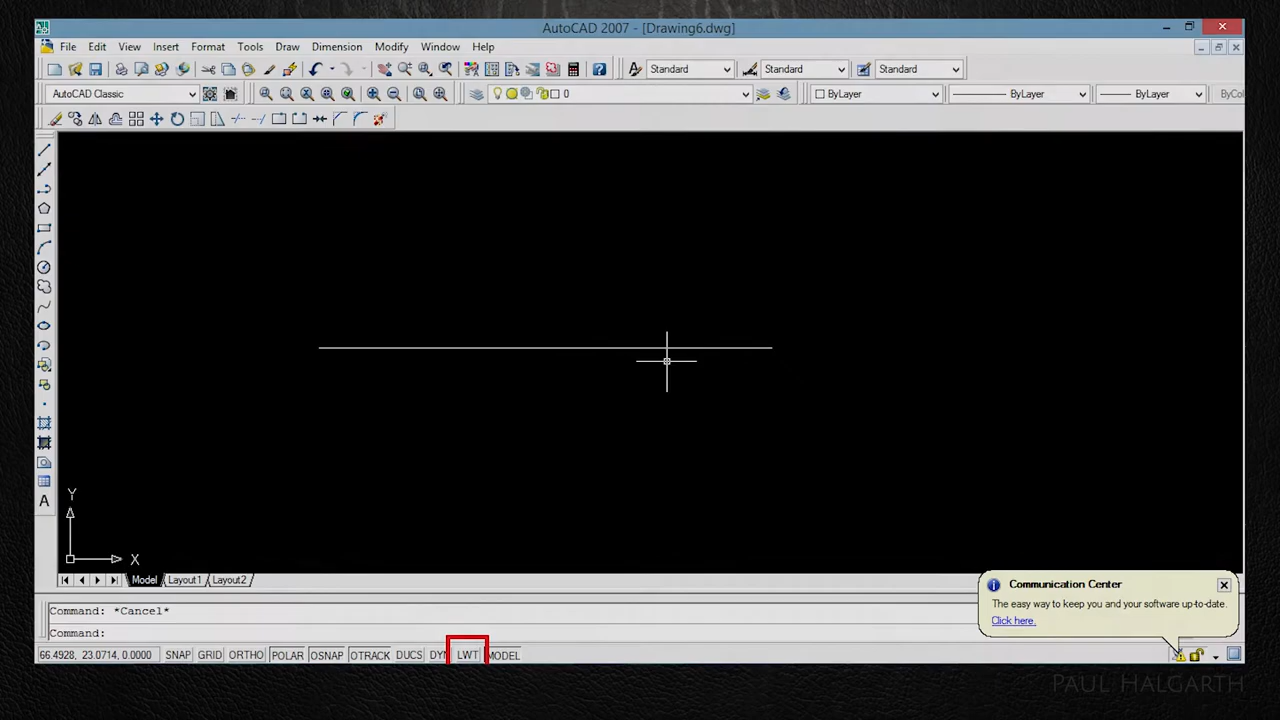 AutoCAD 2007 - [Drawing6.dwg]
File Edit View Insert Format Tools Draw Dimension Modify Window Help
Standard Standard Standard
AutoCAD Classic 0 ByLayer ByLayer ByLayer ByCol
A
Y
X
Model Layout1 Layout2
Communication Center
The easy way to keep you and your software up-to-date.
Click here.
Command: *Cancel*
Command:
66.4928, 23.0714, 0.0000 SNAP GRID ORTHO POLAR OSNAP OTRACK DUCS DYN LWT MODEL
PAUL HALGARTH